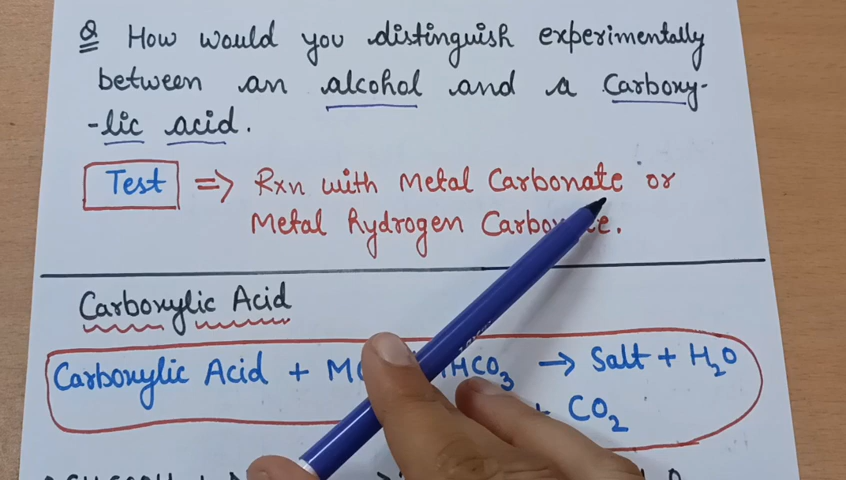 Q How would you distinguish experimentally
between an alcohol and a Carboxy-
-lic acid.
Test => Rxn with Metal Carbonate or
Metal Hydrogen
Carboxylic Acid
Carboxylic Acid + HCO3 → Salt + H2O
+ CO2